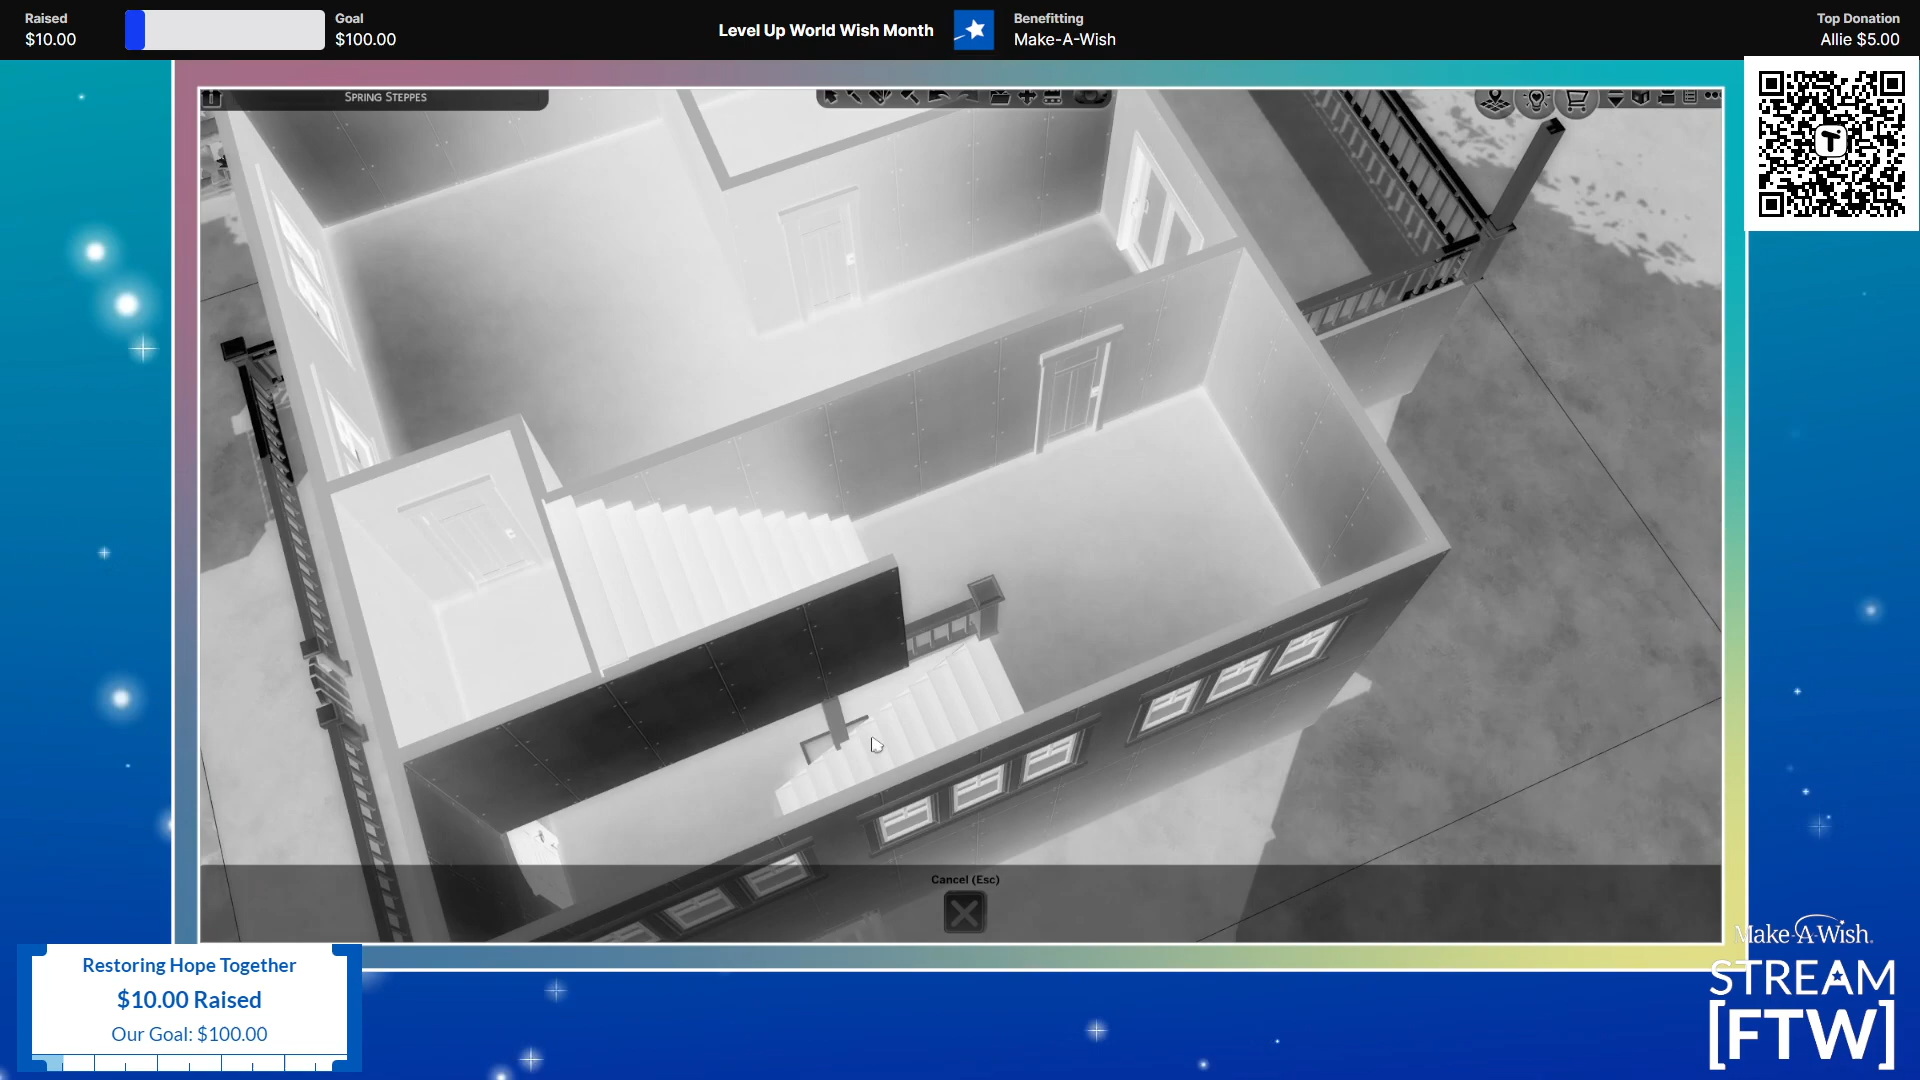 Raised
$10.00
Goal
$100.00
Level Up World Wish Month
Benefitting
Make-A-Wish
Top Donation
Allie $5.00
SPRING STEPPES
Cancel (Esc)
Restoring Hope Together
$10.00 Raised
Our Goal: $100.00
Make-A-Wish.
STREAM
[FTW]